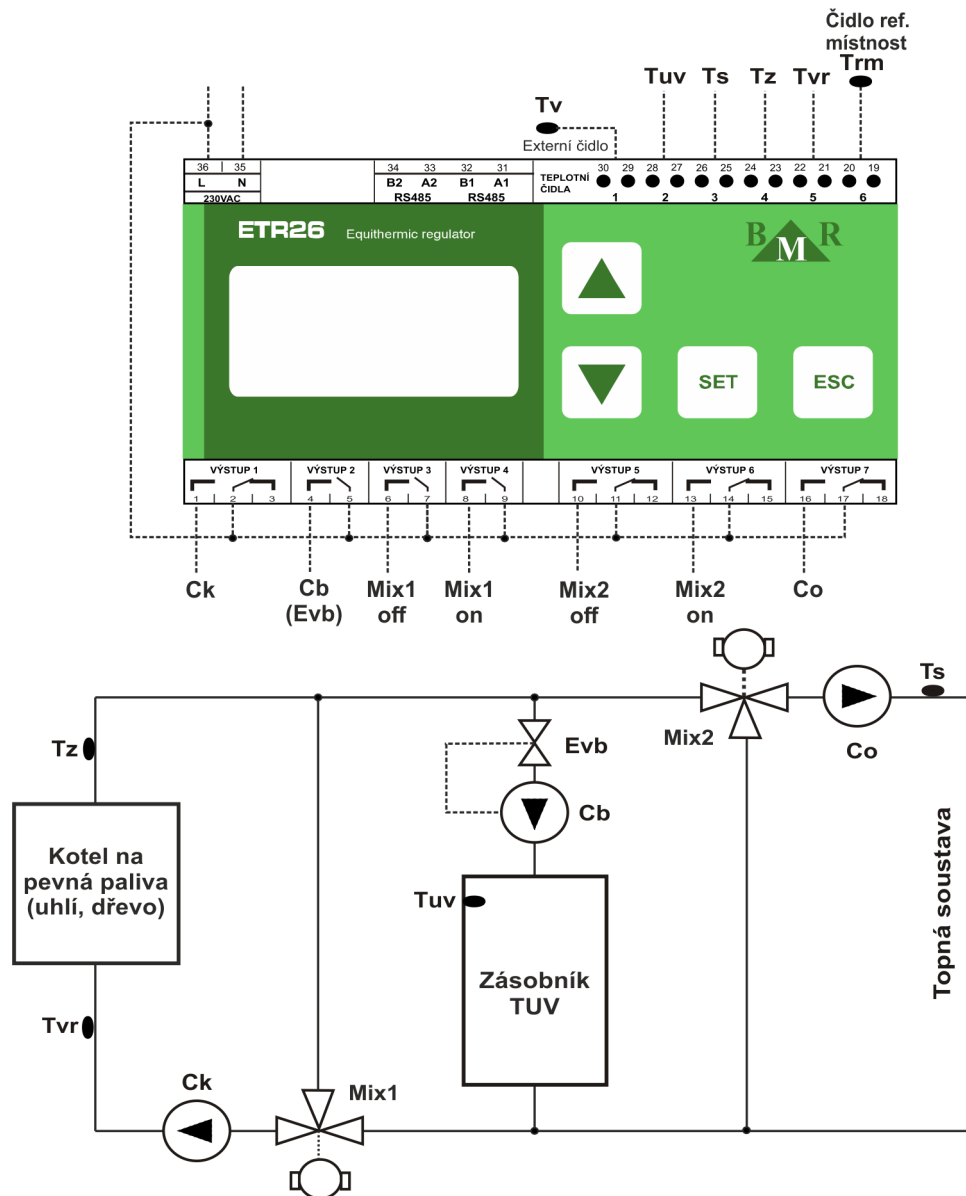 Čidlo ref.
místnost
Trm
Tuv Ts Tz Tvr
Tv
Externí čidlo
36 35
L N
230VAC
34 33 32 31
B2 A2 B1 A1
RS485 RS485
TEPLOTNÍ
ČIDLA
30 29 28 27 26 25 24 23 22 21 20 19
1 2 3 4 5 6
ETR26 Equithermic regulator
B M R
SET ESC
VÝSTUP 1 VÝSTUP 2 VÝSTUP 3 VÝSTUP 4 VÝSTUP 5 VÝSTUP 6 VÝSTUP 7
1 2 3 4 5 6 7 8 9 10 11 12 13 14 15 16 17 18
Ck
Cb
(Evb)
Mix1
off
Mix1
on
Mix2
off
Mix2
on
Co
Ts
Mix2
Co
Tz
Evb
Cb
Kotel na
pevná paliva
(uhlí, dřevo)
Tuv
Zásobník
TUV
Topná soustava
Tvr
Ck
Mix1